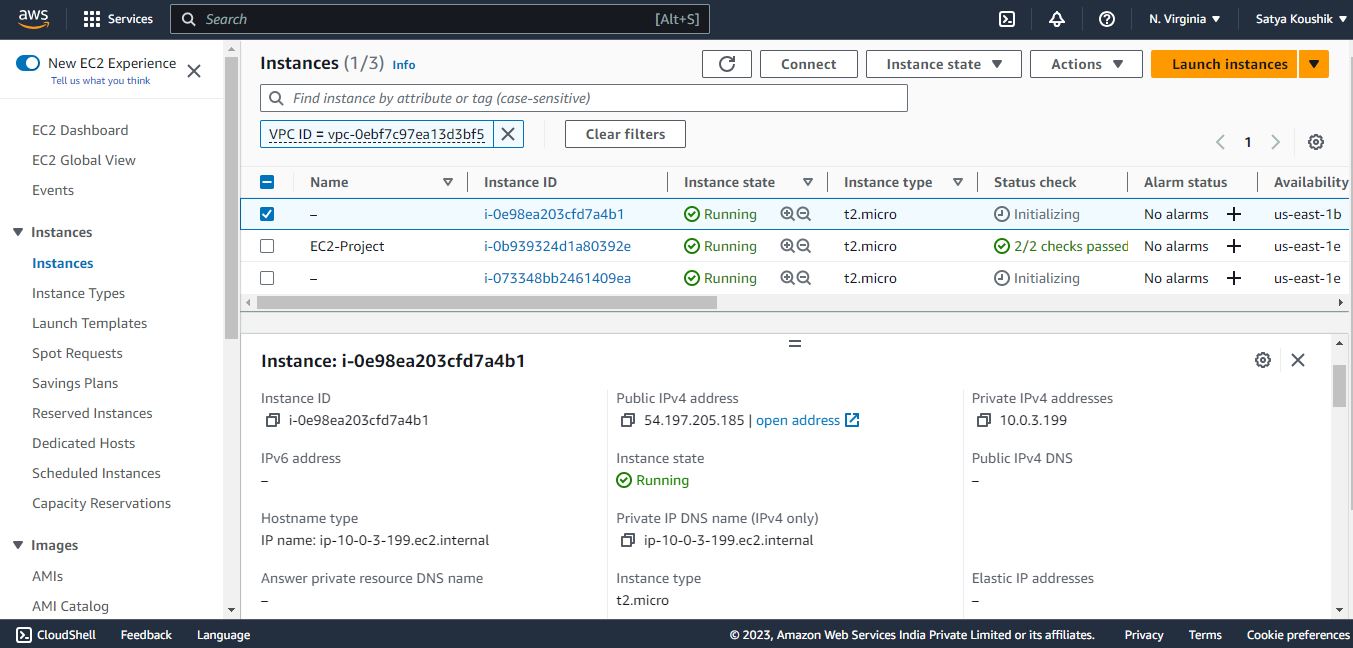 aws Services Search [Alt+S] N. Virginia ▼ Satya Koushik ▼
New EC2 Experience
Tell us what you think
EC2 Dashboard
EC2 Global View
Events
Instances
Instances
Instance Types
Launch Templates
Spot Requests
Savings Plans
Reserved Instances
Dedicated Hosts
Scheduled Instances
Capacity Reservations
Images
AMIs
AMI Catalog
Instances (1/3) Info Connect Instance state ▼ Actions ▼ Launch instances ▼
Find instance by attribute or tag (case-sensitive)
VPC ID = vpc-0ebf7c97ea13d3bf5 Clear filters
1
Name Instance ID Instance state Instance type Status check Alarm status Availability
– i-0e98ea203cfd7a4b1 Running t2.micro Initializing No alarms + us-east-1b
EC2-Project i-0b939324d1a80392e Running t2.micro 2/2 checks passed No alarms + us-east-1e
– i-073348bb2461409ea Running t2.micro Initializing No alarms + us-east-1e
Instance: i-0e98ea203cfd7a4b1
Instance ID Public IPv4 address Private IPv4 addresses
i-0e98ea203cfd7a4b1 54.197.205.185 | open address 10.0.3.199
IPv6 address Instance state Public IPv4 DNS
– Running –
Hostname type Private IP DNS name (IPv4 only)
IP name: ip-10-0-3-199.ec2.internal ip-10-0-3-199.ec2.internal
Answer private resource DNS name Instance type Elastic IP addresses
– t2.micro –
CloudShell Feedback Language © 2023, Amazon Web Services India Private Limited or its affiliates. Privacy Terms Cookie preferences